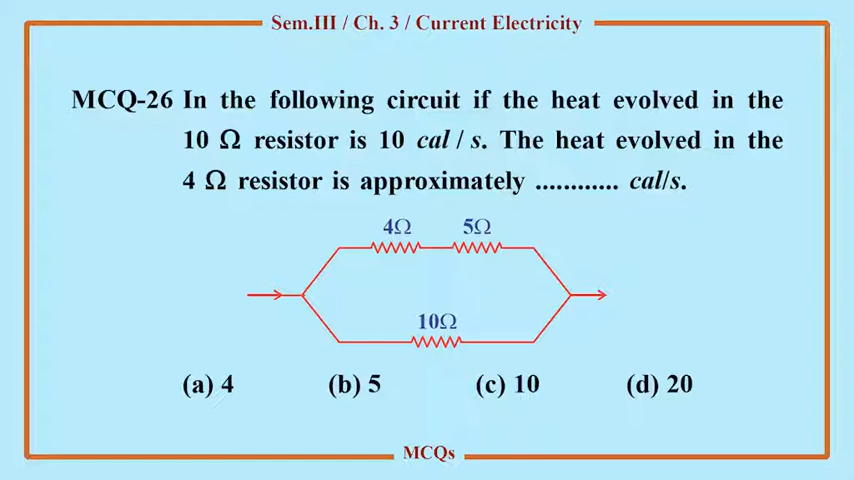 Sem.III / Ch. 3 / Current Electricity
MCQ-26 In the following circuit if the heat evolved in the
10 Ω resistor is 10 cal / s. The heat evolved in the
4 Ω resistor is approximately ............ cal/s.
4Ω 5Ω
10Ω
(a) 4 (b) 5 (c) 10 (d) 20
MCQs